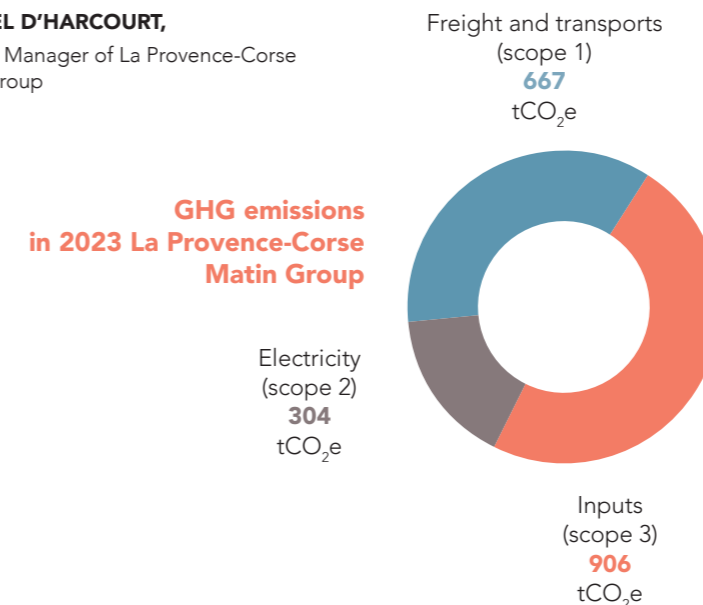 EL D’HARCOURT,
Manager of La Provence-Corse
roup
Freight and transports
(scope 1)
667
tCO₂e
GHG emissions
in 2023 La Provence-Corse
Matin Group
Electricity
(scope 2)
304
tCO₂e
Inputs
(scope 3)
906
tCO₂e